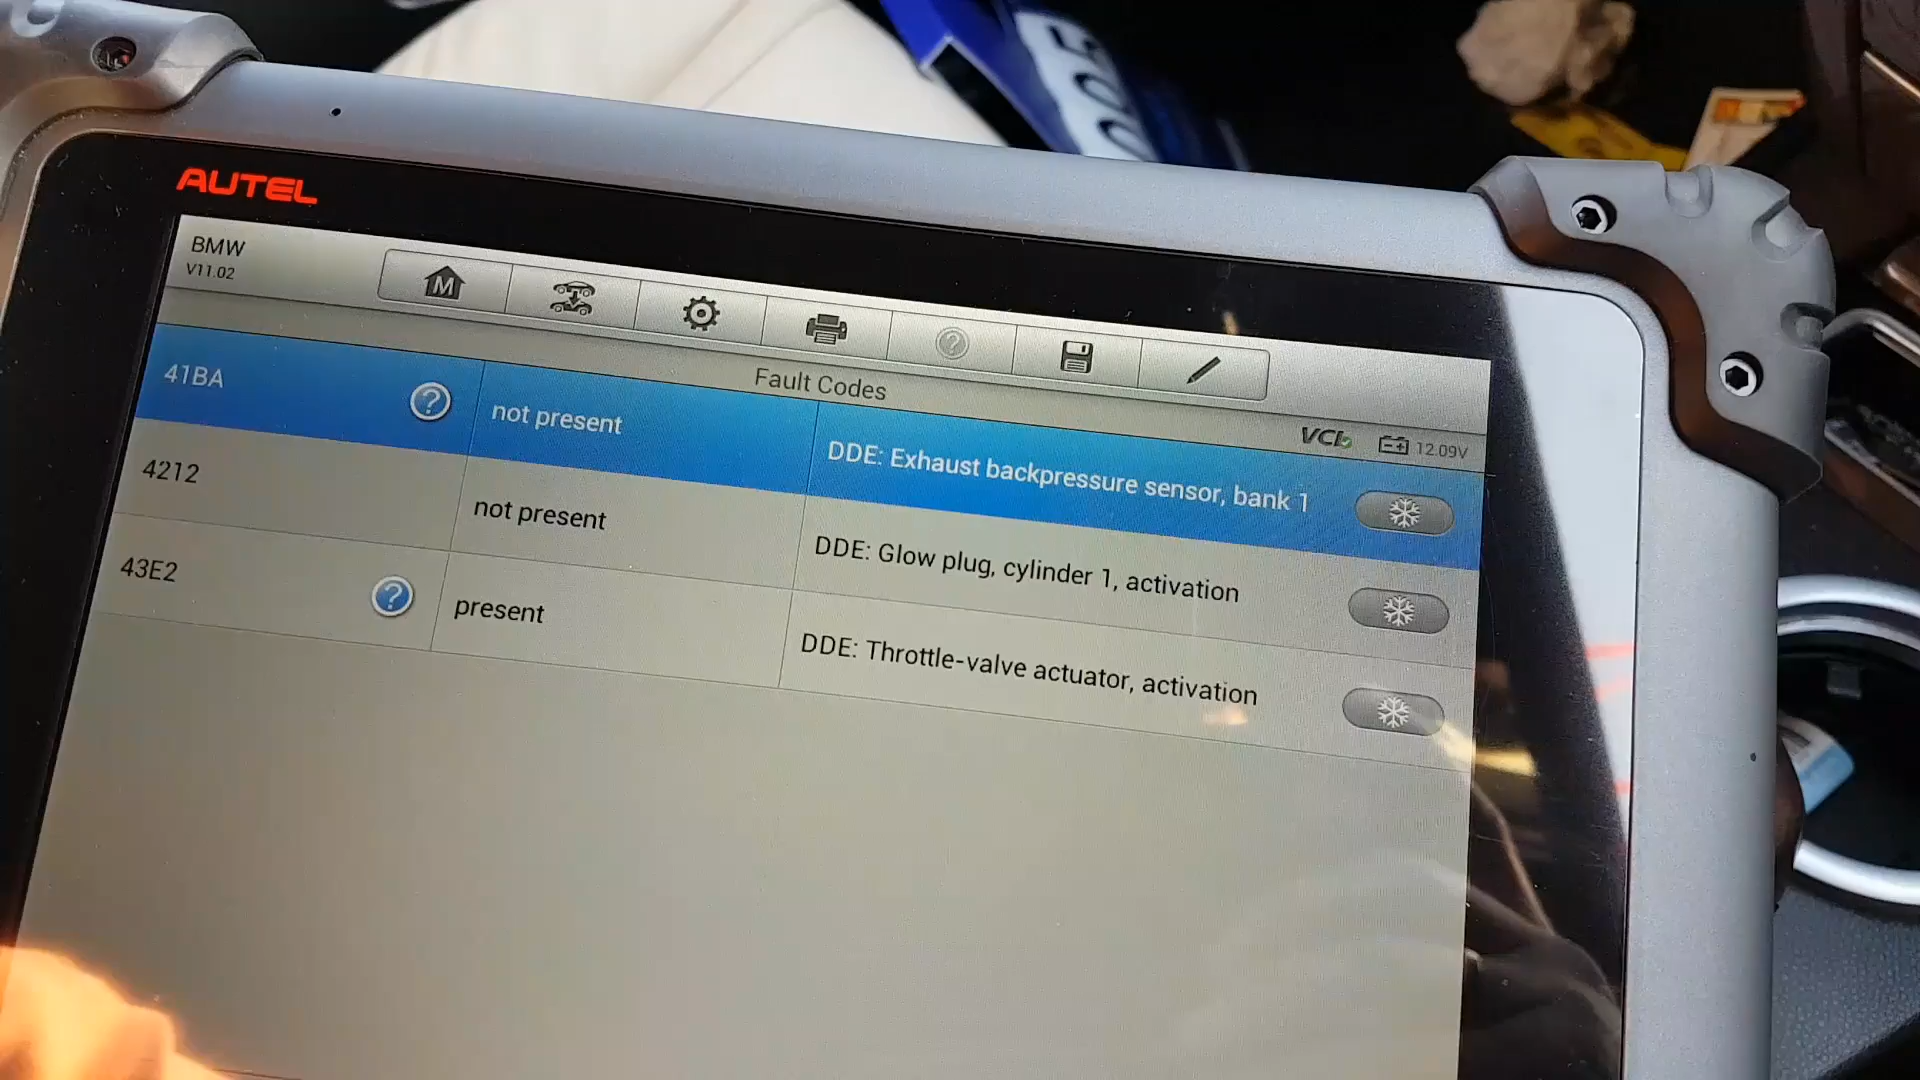 AUTEL
BMW
V11.02
M
Fault Codes
VCI
12.09V
41BA ? not present DDE: Exhaust backpressure sensor, bank 1
4212 not present DDE: Glow plug, cylinder 1, activation
43E2 ? present DDE: Throttle-valve actuator, activation